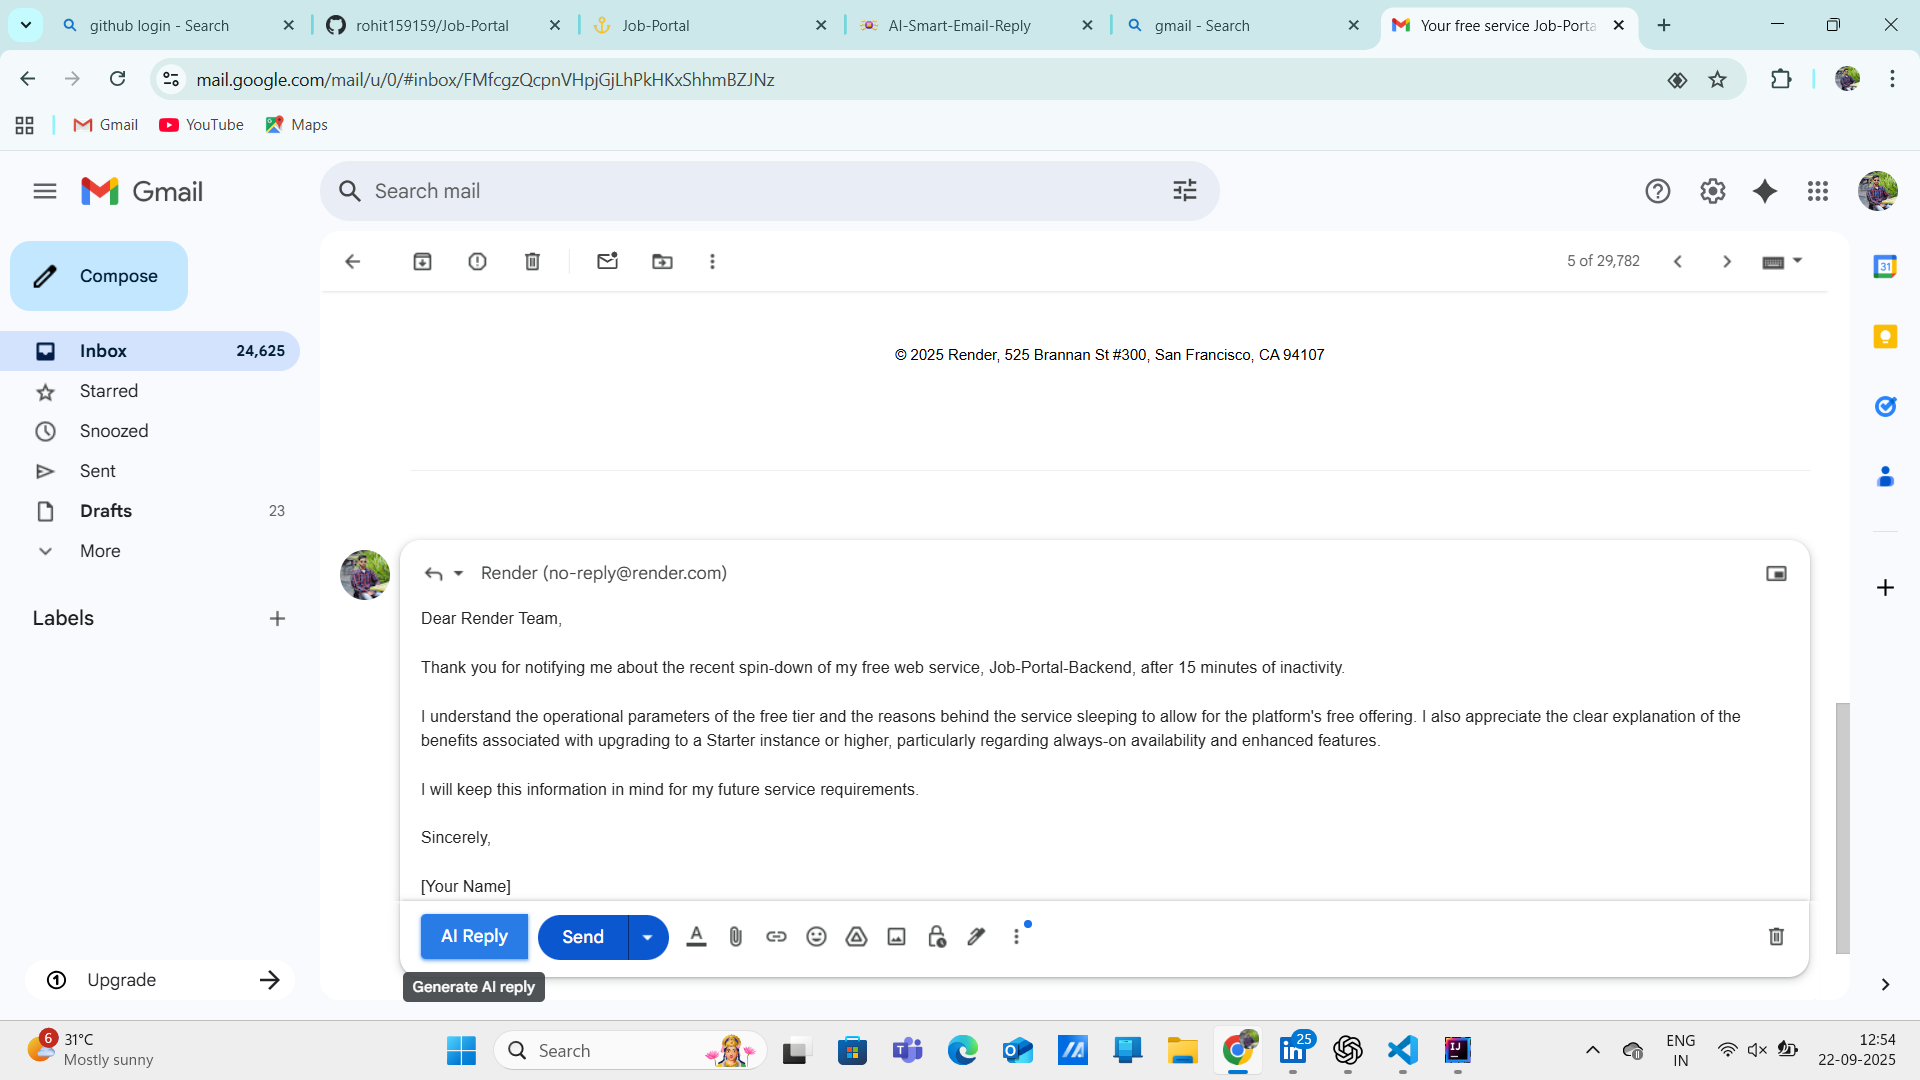 github login - Search
rohit159159/Job-Portal
Job-Portal
AI-Smart-Email-Reply
gmail - Search
Your free service Job-Porta
mail.google.com/mail/u/0/#inbox/FMfcgzQcpnVHpjGjLhPkHKxShhmBZJNz
Gmail
YouTube
Maps
Gmail
Search mail
Compose
5 of 29,782
31
Inbox 24,625
Starred
Snoozed
Sent
Drafts 23
More
Labels
© 2025 Render, 525 Brannan St #300, San Francisco, CA 94107
Render (no-reply@render.com)
Dear Render Team,
Thank you for notifying me about the recent spin-down of my free web service, Job-Portal-Backend, after 15 minutes of inactivity.
I understand the operational parameters of the free tier and the reasons behind the service sleeping to allow for the platform's free offering. I also appreciate the clear explanation of the
benefits associated with upgrading to a Starter instance or higher, particularly regarding always-on availability and enhanced features.
I will keep this information in mind for my future service requirements.
Sincerely,
[Your Name]
AI Reply
Send
Generate AI reply
Upgrade
6
31°C
Mostly sunny
Search
25
ENG
IN
12:54
22-09-2025